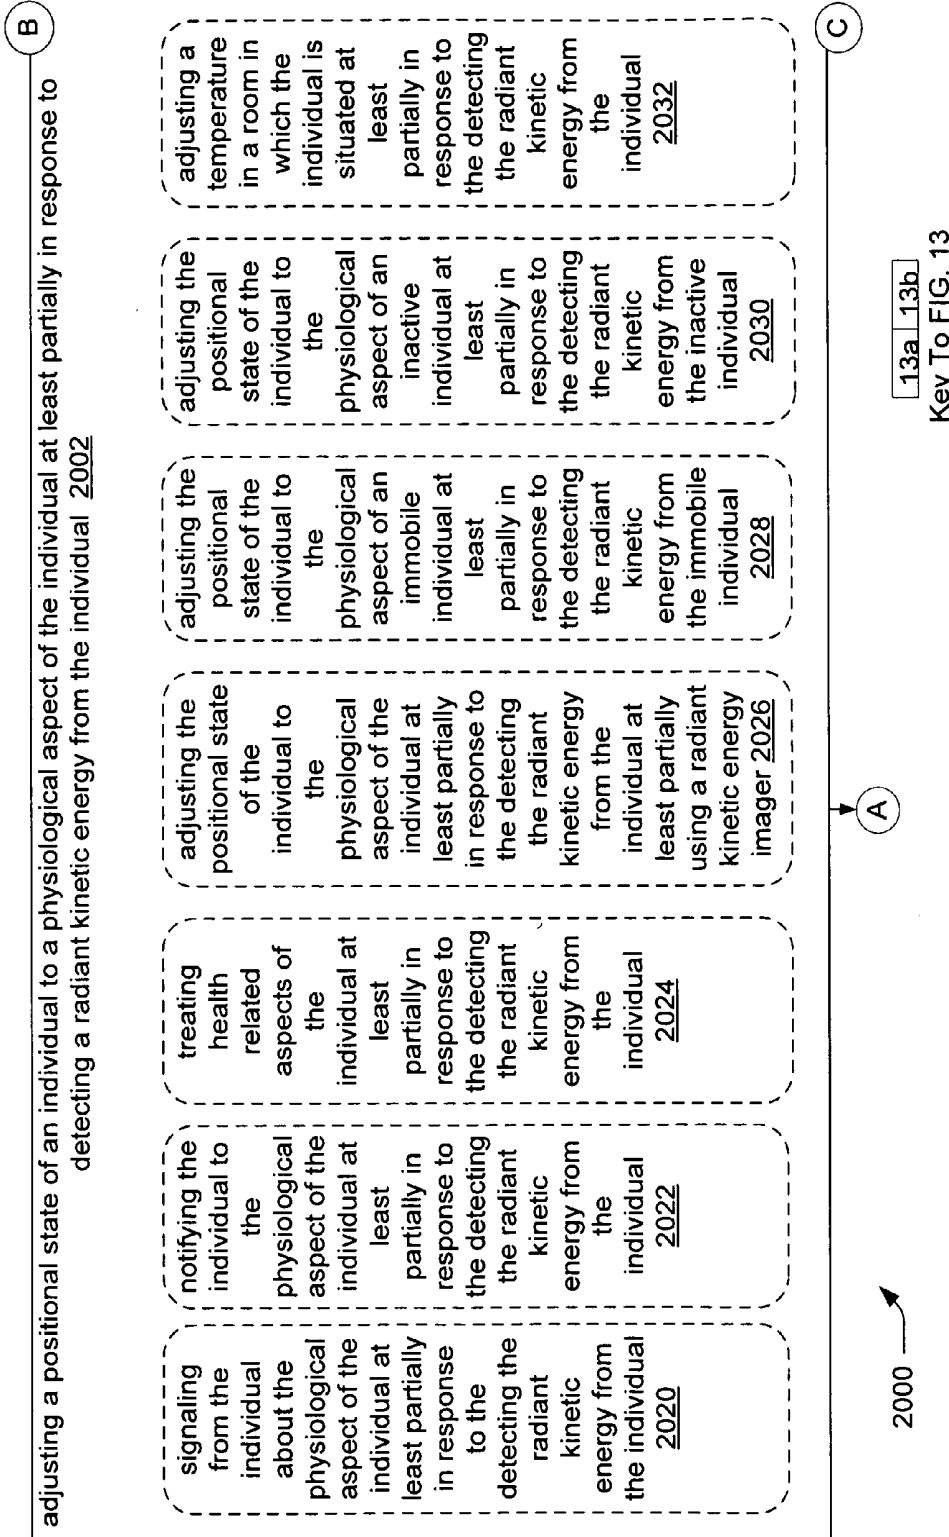 B
adjusting a positional state of an individual to a physiological aspect of the individual at least partially in response to
detecting a radiant kinetic energy from the individual 2002
signaling
from the
individual
about the
physiological
aspect of the
individual at
least partially
in response
to the
detecting the
radiant
kinetic
energy from
the individual
2020
notifying the
individual to
the
physiological
aspect of the
individual at
least
partially in
response to
the detecting
the radiant
kinetic
energy from
the
individual
2022
treating
health
related
aspects of
the
individual at
least
partially in
response to
the detecting
the radiant
kinetic
energy from
the
individual
2024
adjusting the
positional state
of the
individual to
the
physiological
aspect of the
individual at
least partially
in response to
the detecting
the radiant
kinetic energy
from the
individual at
least partially
using a radiant
kinetic energy
imager 2026
adjusting the
positional
state of the
individual to
the
physiological
aspect of an
immobile
individual at
least
partially in
response to
the detecting
the radiant
kinetic
energy from
the immobile
individual
2028
adjusting the
positional
state of the
individual to
the
physiological
aspect of an
inactive
individual at
least
partially in
response to
the detecting
the radiant
kinetic
energy from
the inactive
individual
2030
adjusting a
temperature
in a room in
which the
individual is
situated at
least
partially in
response to
the detecting
the radiant
kinetic
energy from
the
individual
2032
C
A
2000
13a 13b
Key To FIG. 13